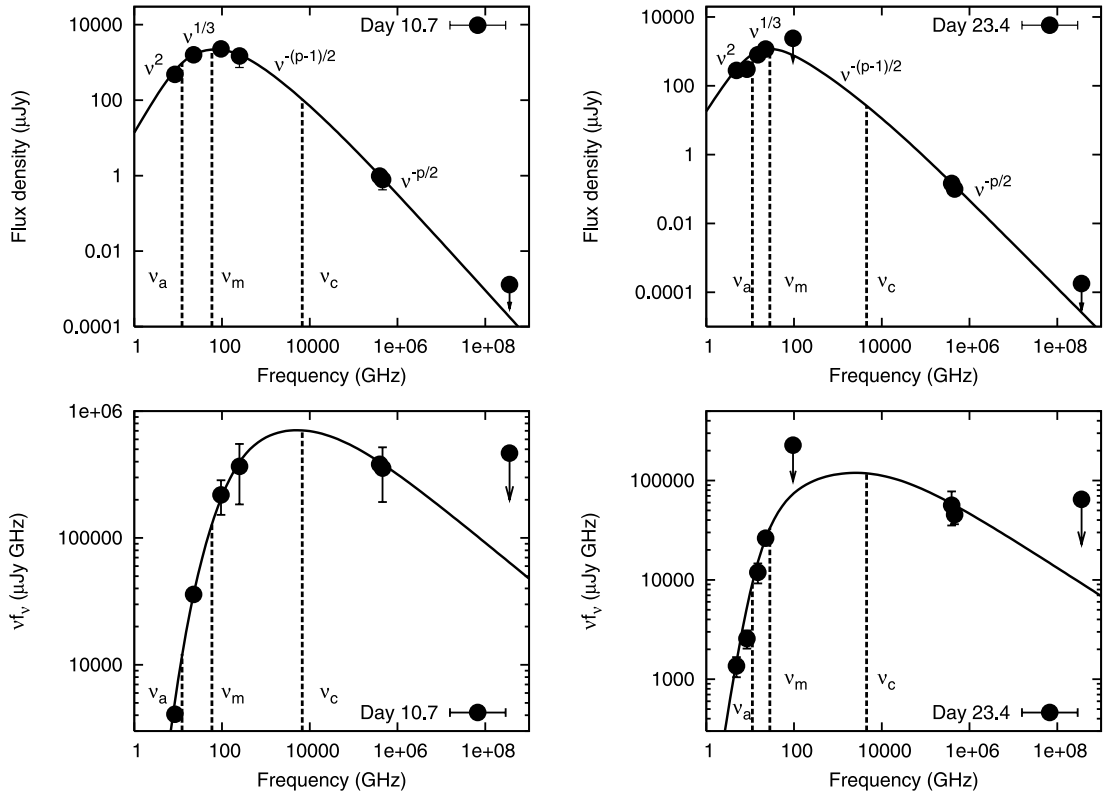 Day 10.7
Flux density (μJy)
10000
100
1
0.01
0.0001
ν^2
ν^1/3
ν^-(p-1)/2
ν^-p/2
ν_a
ν_m
ν_c
1
100
10000
1e+06
1e+08
Frequency (GHz)
Day 23.4
Flux density (μJy)
10000
100
1
0.01
0.0001
ν^2
ν^1/3
ν^-(p-1)/2
ν^-p/2
ν_a
ν_m
ν_c
1
100
10000
1e+06
1e+08
Frequency (GHz)
νf_ν (μJy GHz)
1e+06
100000
10000
ν_a
ν_m
ν_c
Day 10.7
1
100
10000
1e+06
1e+08
Frequency (GHz)
νf_ν (μJy GHz)
100000
10000
1000
ν_a
ν_m
ν_c
Day 23.4
1
100
10000
1e+06
1e+08
Frequency (GHz)